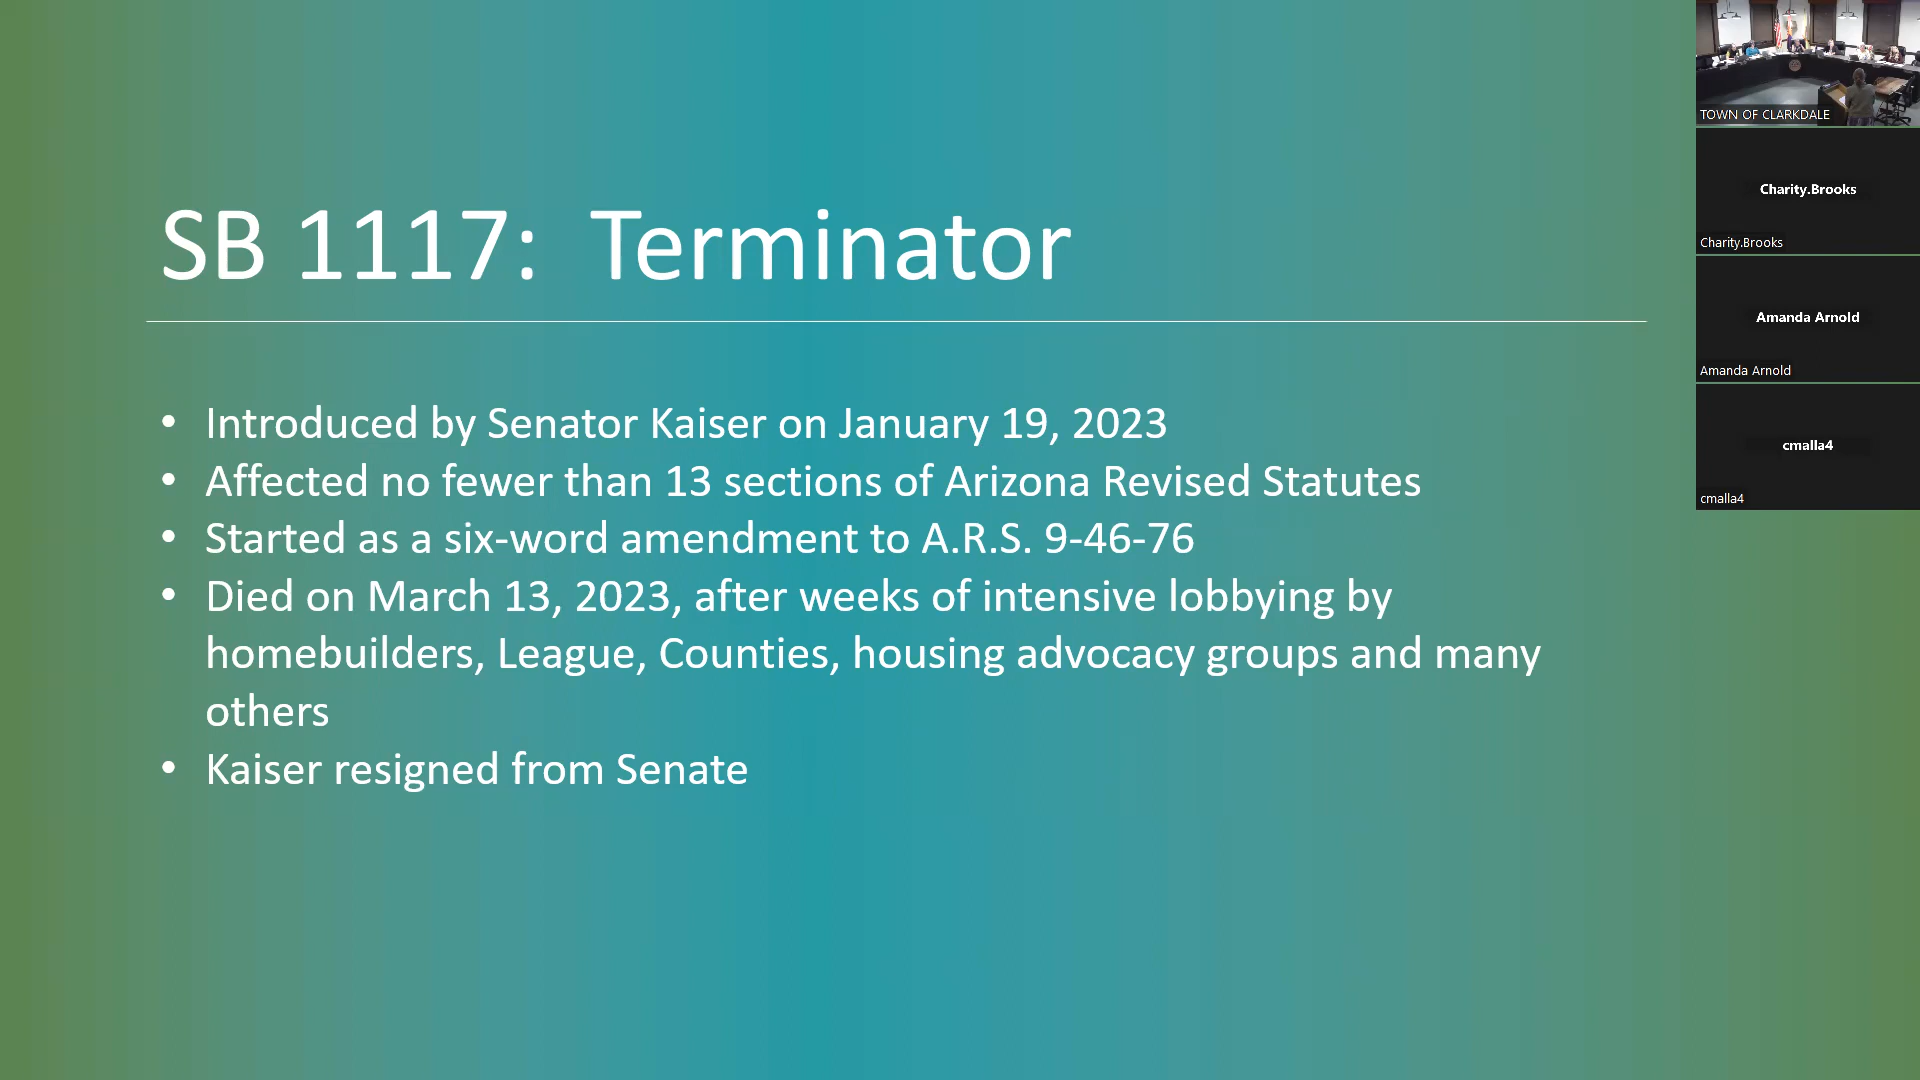 SB 1117: Terminator
• Introduced by Senator Kaiser on January 19, 2023
• Affected no fewer than 13 sections of Arizona Revised Statutes
• Started as a six-word amendment to A.R.S. 9-46-76
• Died on March 13, 2023, after weeks of intensive lobbying by
homebuilders, League, Counties, housing advocacy groups and many
others
• Kaiser resigned from Senate
TOWN OF CLARKDALE
Charity.Brooks
Charity.Brooks
Amanda Arnold
Amanda Arnold
cmalla4
cmalla4